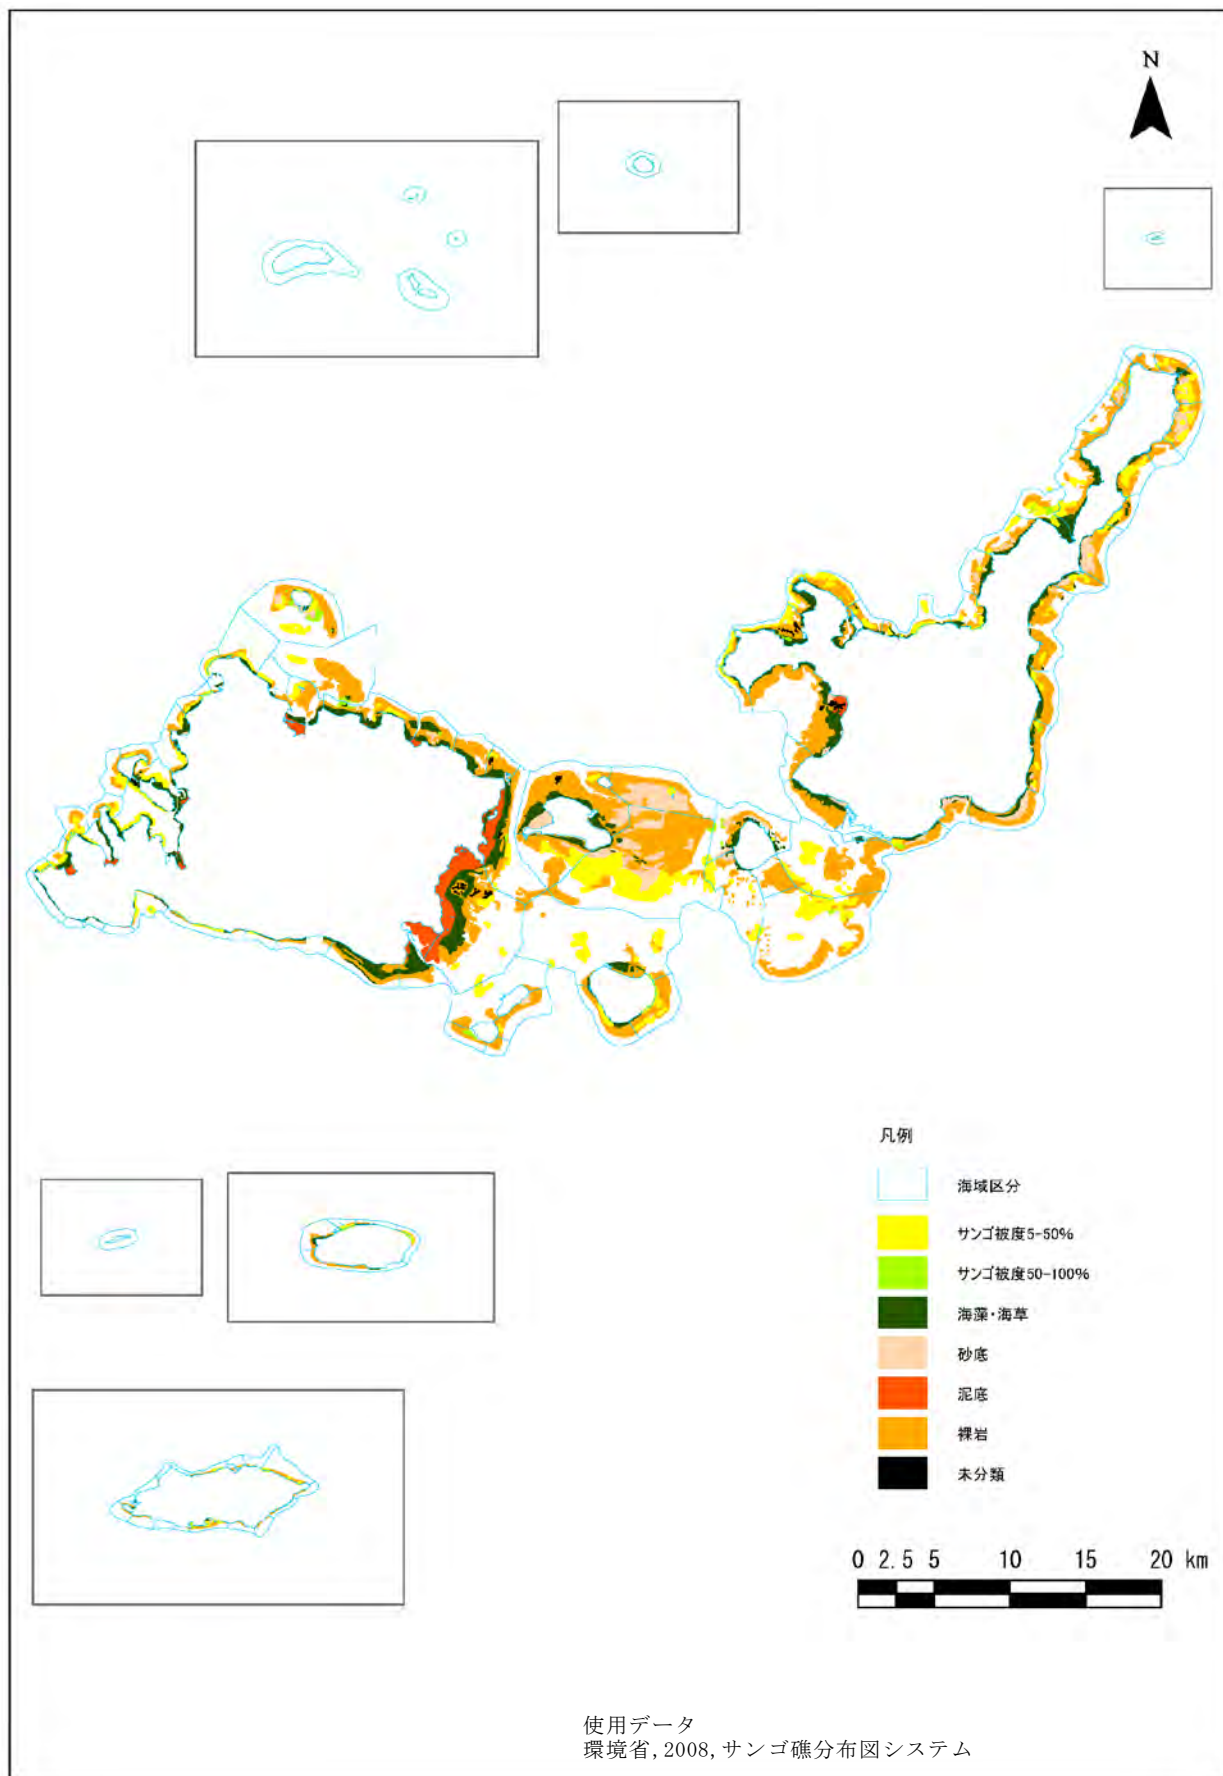 N
凡例
海域区分
サンゴ被度5-50%
サンゴ被度50-100%
海藻・海草
砂底
泥底
裸岩
未分類
0 2.5 5 10 15 20 km
使用データ
環境省, 2008, サンゴ礁分布図システム